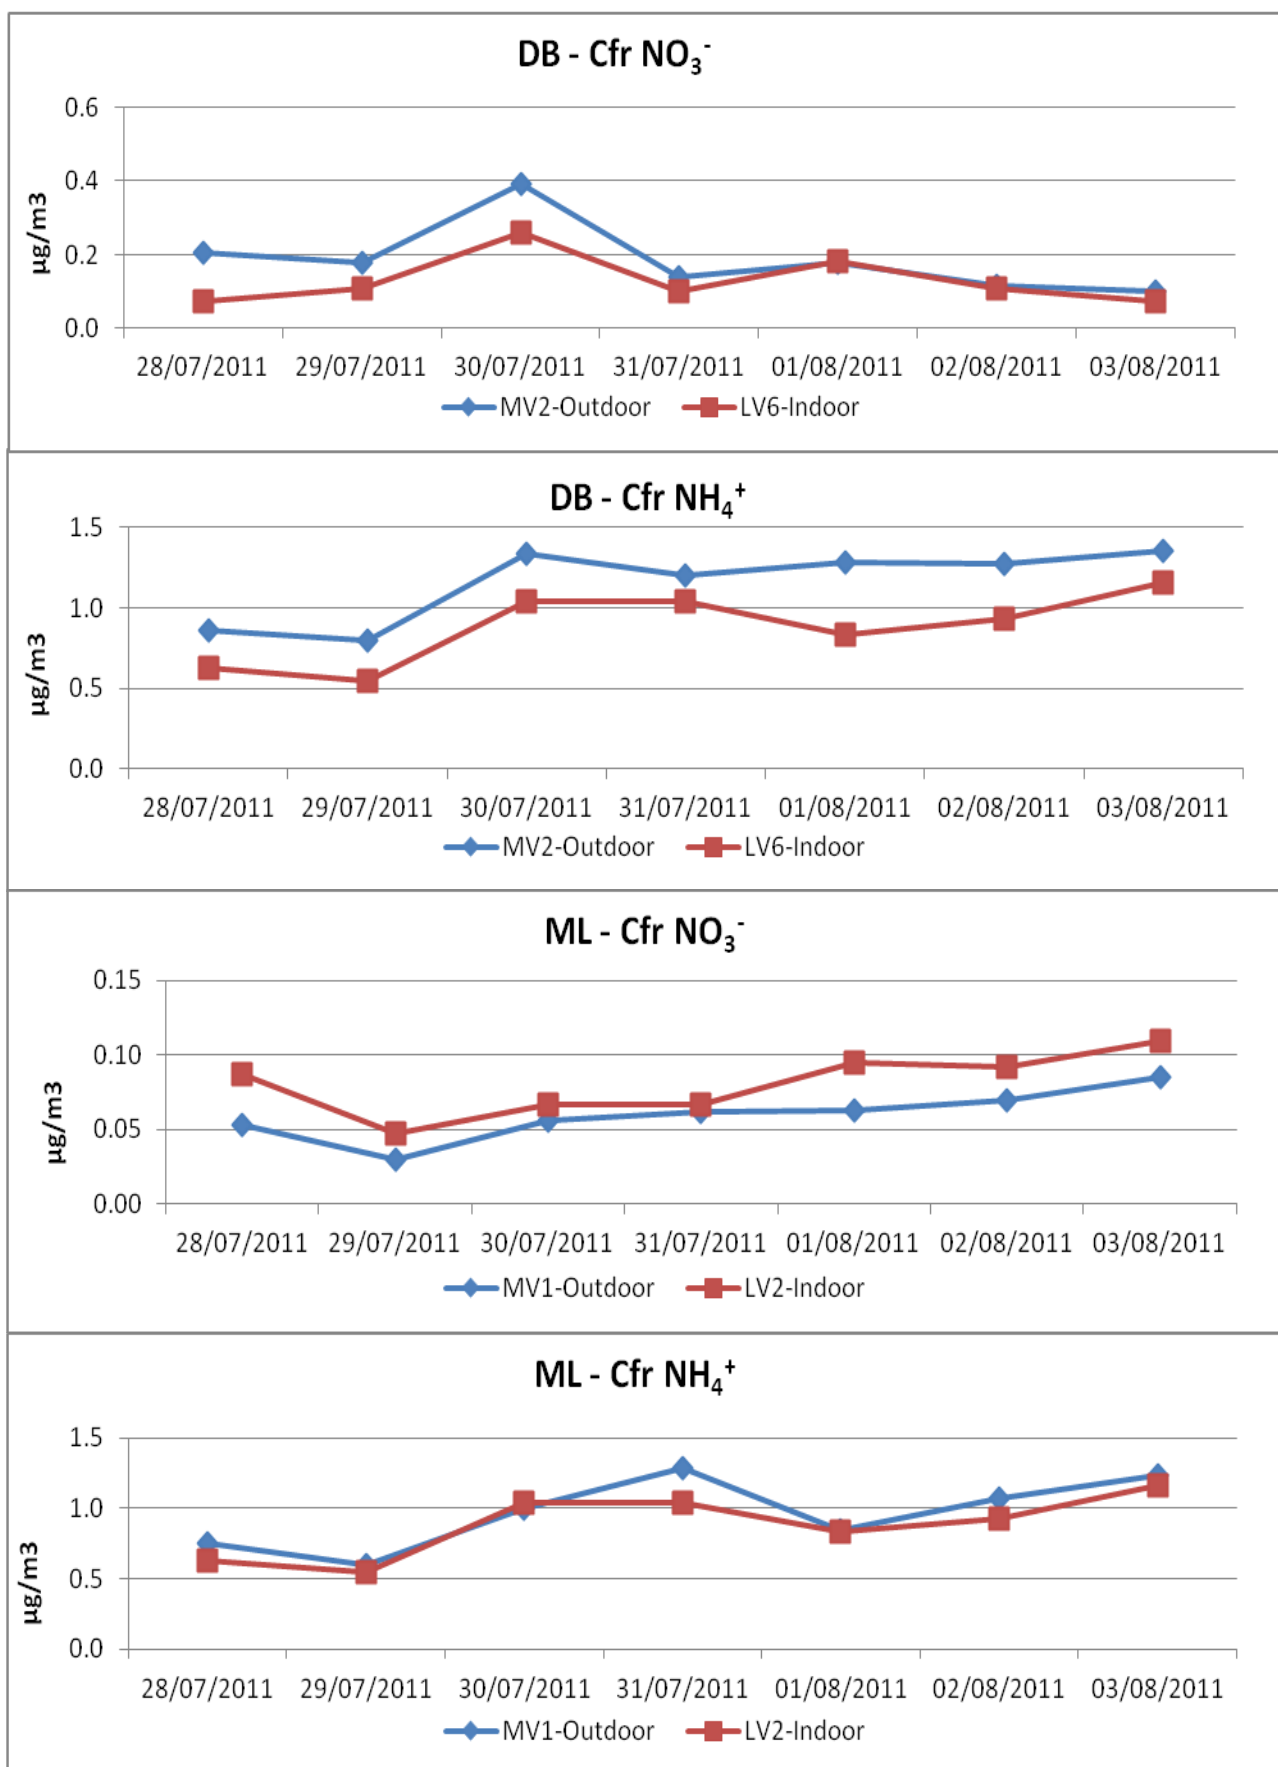 DB - Cfr NO₃⁻
0.6
0.4
0.2
0.0
µg/m3
28/07/2011 29/07/2011 30/07/2011 31/07/2011 01/08/2011 02/08/2011 03/08/2011
MV2-Outdoor LV6-Indoor
DB - Cfr NH₄⁺
1.5
1.0
0.5
0.0
µg/m3
28/07/2011 29/07/2011 30/07/2011 31/07/2011 01/08/2011 02/08/2011 03/08/2011
MV2-Outdoor LV6-Indoor
ML - Cfr NO₃⁻
0.15
0.10
0.05
0.00
µg/m3
28/07/2011 29/07/2011 30/07/2011 31/07/2011 01/08/2011 02/08/2011 03/08/2011
MV1-Outdoor LV2-Indoor
ML - Cfr NH₄⁺
1.5
1.0
0.5
0.0
µg/m3
28/07/2011 29/07/2011 30/07/2011 31/07/2011 01/08/2011 02/08/2011 03/08/2011
MV1-Outdoor LV2-Indoor